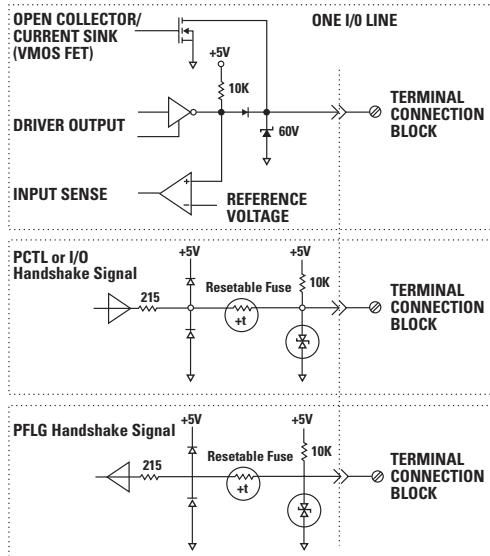 OPEN COLLECTOR/
CURRENT SINK
(VMOS FET)
ONE I/0 LINE
+5V
10K
TERMINAL
CONNECTION
BLOCK
DRIVER OUTPUT
60V
INPUT SENSE
+
–
REFERENCE
VOLTAGE
PCTL or I/O
Handshake Signal
+5V
+5V
10K
215
Resetable Fuse
+t
TERMINAL
CONNECTION
BLOCK
PFLG Handshake Signal
+5V
+5V
10K
215
Resetable Fuse
+t
TERMINAL
CONNECTION
BLOCK